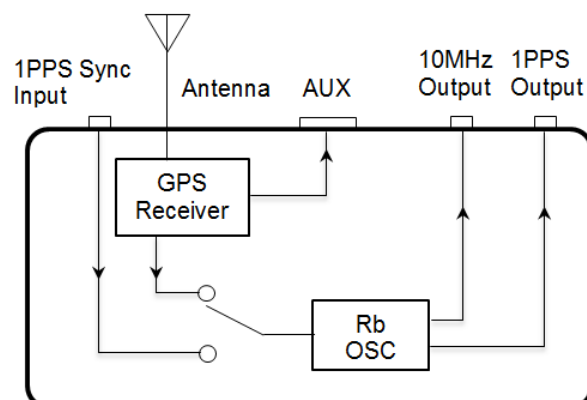 1PPS Sync
Input
Antenna
AUX
10MHz
Output
1PPS
Output
GPS
Receiver
Rb
OSC